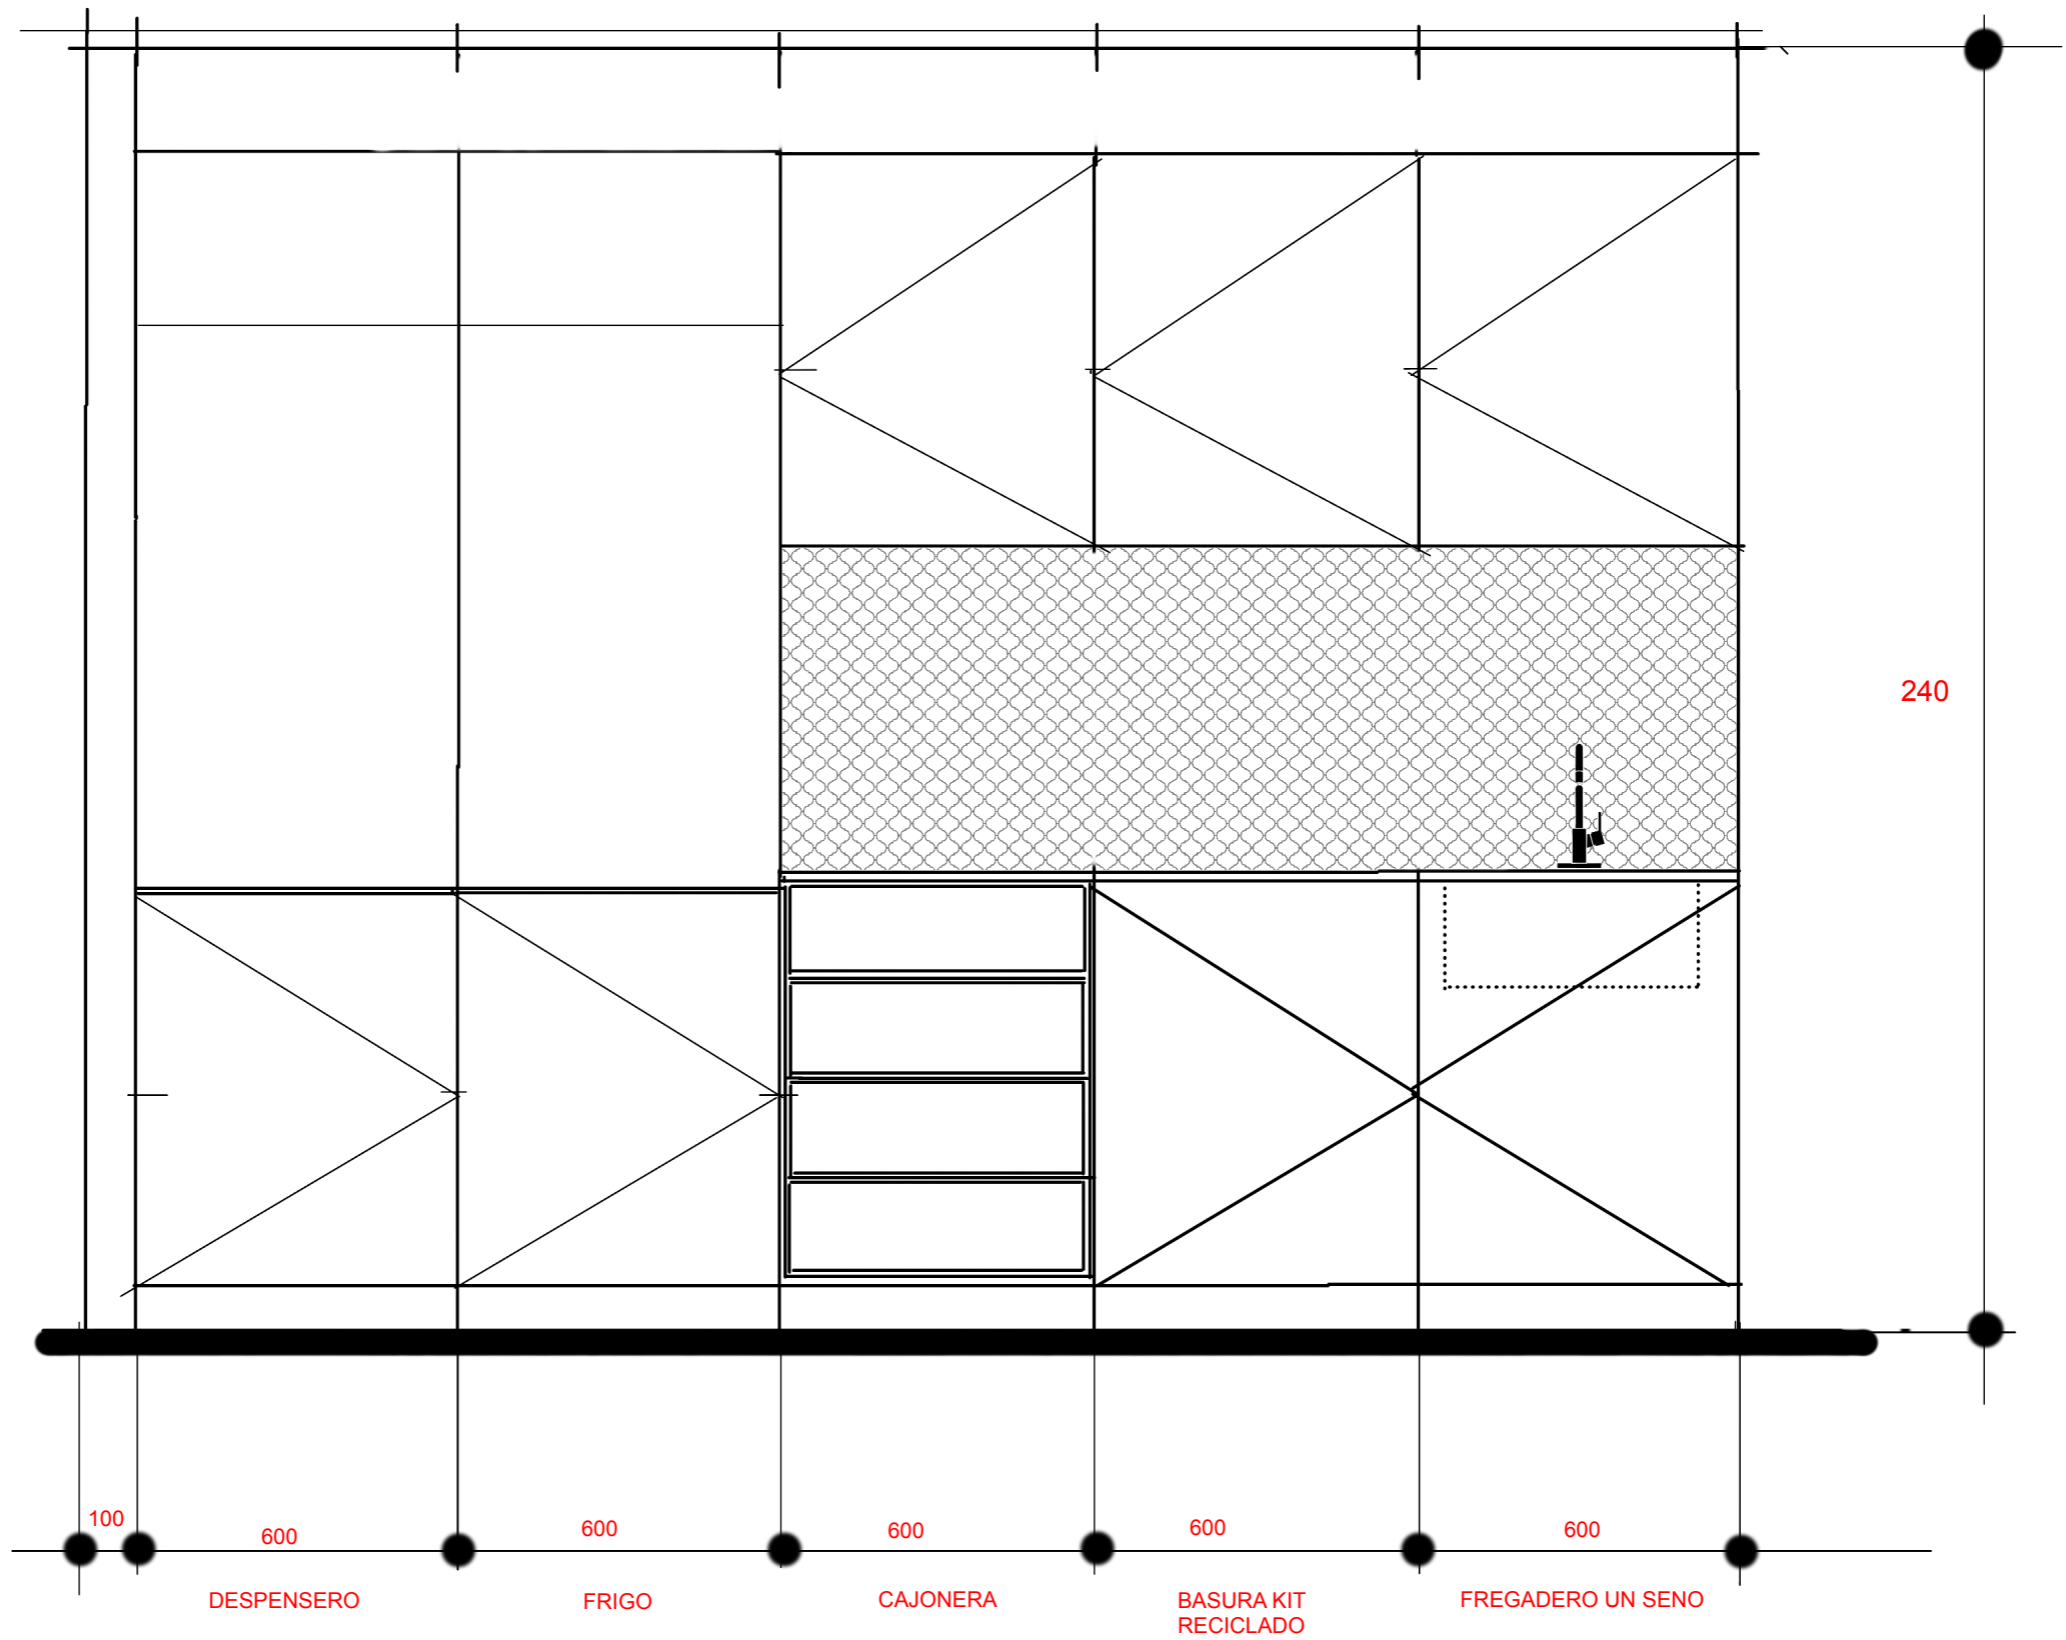 240
100
600
600
600
600
600
DESPENSERO
FRIGO
CAJONERA
BASURA KIT
RECICLADO
FREGADERO UN SENO